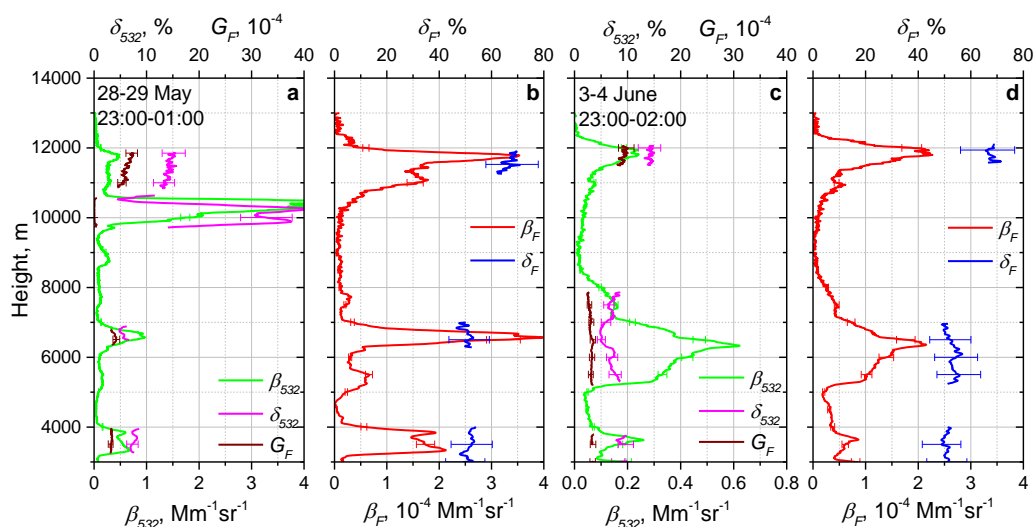 δ532, %
GF, 10-4
δF, %
δ532, %
GF, 10-4
δF, %
0 10 20 30 40
0 20 40 60 80
0 10 20 30 40
0 20 40 60 80
14000
28-29 May
23:00-01:00
a
b
3-4 June
23:00-02:00
c
d
12000
10000
8000
6000
4000
Height, m
βF
δF
βF
δF
β532
δ532
GF
β532
δ532
GF
0 1 2 3 4
0 1 2 3 4
0.0 0.2 0.4 0.6 0.8
0 1 2 3 4
β532, Mm-1sr-1
βF, 10-4 Mm-1sr-1
β532, Mm-1sr-1
βF, 10-4 Mm-1sr-1